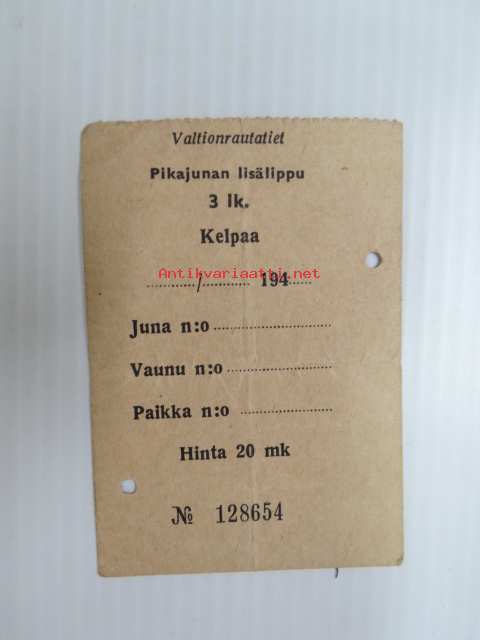 Valtionrautatiet
Pikajunan lisälippu
3 lk.
Kelpaa
Antikvariaatti.net
............/............ 194......
Juna n:o..............................
Vaunu n:o...........................
Paikka n:o .........................
Hinta 20 mk
№ 128654